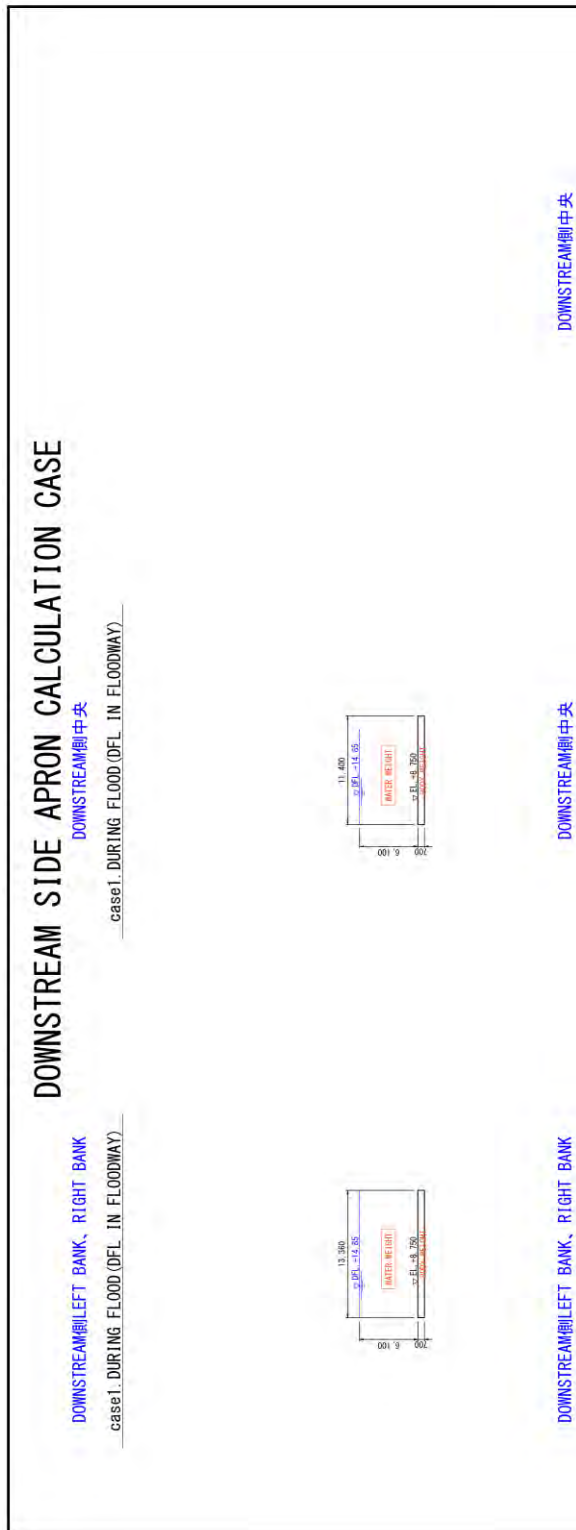 DOWNSTREAM SIDE APRON CALCULATION CASE
DOWNSTREAM側LEFT BANK、RIGHT BANK
DOWNSTREAM側中央
case1.DURING FLOOD(DFL IN FLOODWAY)
case1.DURING FLOOD(DFL IN FLOODWAY)
13.360
DFL +14.85
WATER WEIGHT
EL.+8.750
BODY WEIGHT
6.100
700
11.400
DFL +14.85
WATER WEIGHT
EL.+8.750
BODY WEIGHT
6.100
700
DOWNSTREAM側LEFT BANK、RIGHT BANK
DOWNSTREAM側中央
DOWNSTREAM側中央